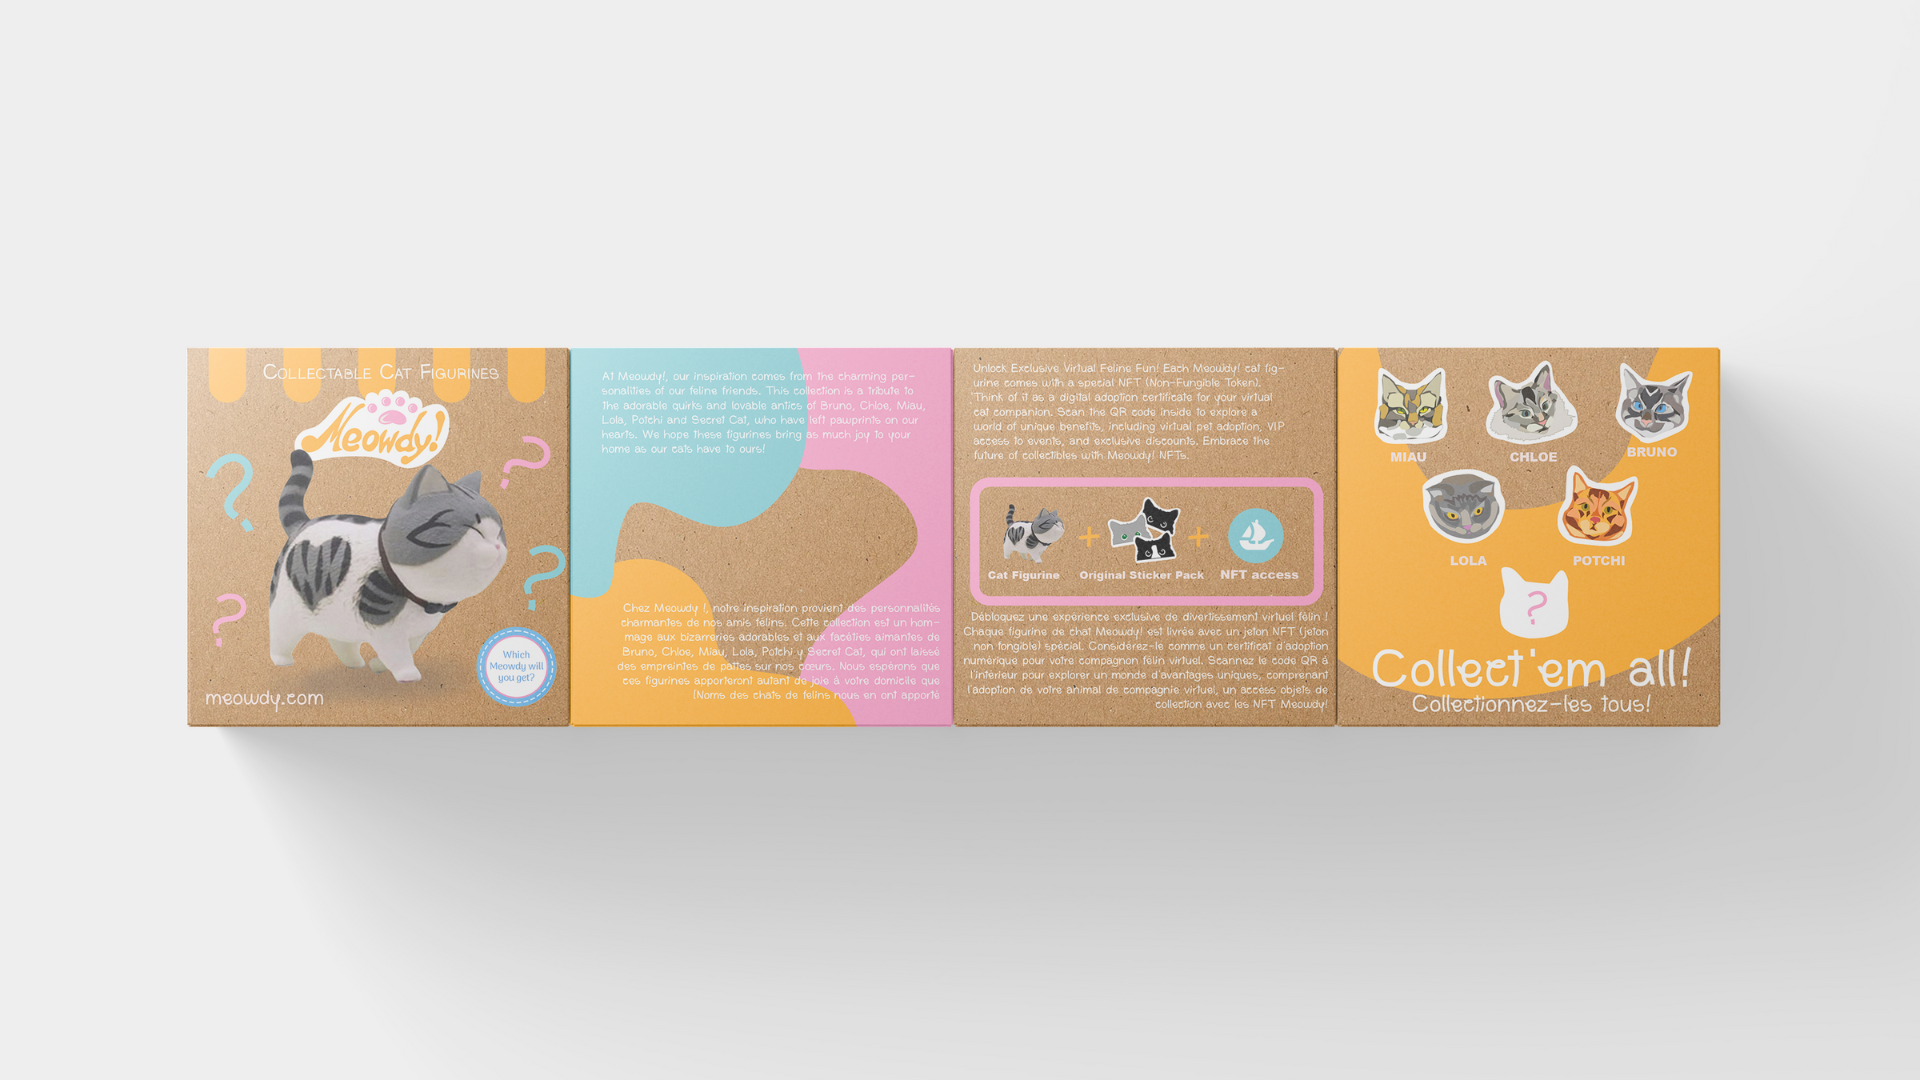 Collectable Cat Figurines
Meowdy!
?
?
?
?
Which
Meowdy will
you get?
meowdy.com
At Meowdy!, our inspiration comes from the charming per-
sonalities of our feline friends. This collection is a tribute to
the adorable quirks and lovable antics of Bruno, Chloe, Miau,
Lola, Potchi and Secret Cat, who have left pawprints on our
hearts. We hope these figurines bring as much joy to your
home as our cats have to ours!
Chez Meowdy !, notre inspiration provient des personnalités
charmantes de nos amis félins. Cette collection est un hom-
mage aux bizarreries adorables et aux facéties aimantes de
Bruno, Chloe, Miau, Lola, Potchi y Secret Cat, qui ont laissé
des empreintes de pattes sur nos cœurs. Nous espérons que
ces figurines apporteront autant de joie à votre domicile que
[Noms des chats de félins nous en ont apporté
Unlock Exclusive Virtual Feline Fun! Each Meowdy! cat fig-
urine comes with a special NFT (Non-Fungible Token).
Think of it as a digital adoption certificate for your virtual
cat companion. Scan the QR code inside to explore a
world of unique benefits, including virtual pet adoption, VIP
access to events, and exclusive discounts. Embrace the
future of collectibles with Meowdy! NFTs.
+ +
Cat Figurine Original Sticker Pack NFT access
Débloquez une expérience exclusive de divertissement virtuel félin !
Chaque figurine de chat Meowdy! est livrée avec un jeton NFT (jeton
non fongible) spécial. Considérez-le comme un certificat d'adoption
numérique pour votre compagnon félin virtuel. Scannez le code QR à
l'intérieur pour explorer un monde d'avantages uniques, comprenant
l'adoption de votre animal de compagnie virtuel, un access objets de
collection avec les NFT Meowdy!
MIAU CHLOE BRUNO
LOLA POTCHI
?
Collect'em all!
Collectionnez-les tous!